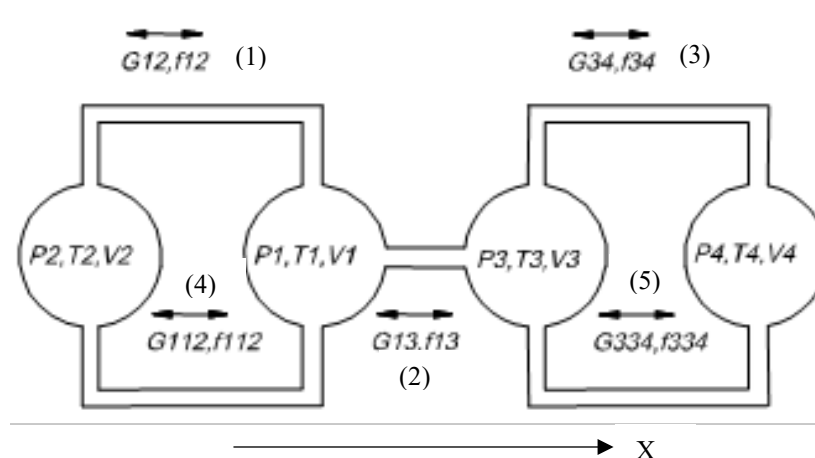 G12,f12 (1)
G34,f34 (3)
P2,T2,V2
P1,T1,V1
P3,T3,V3
P4,T4,V4
(4)
(5)
G112,f112
G13.f13
G334,f334
(2)
X